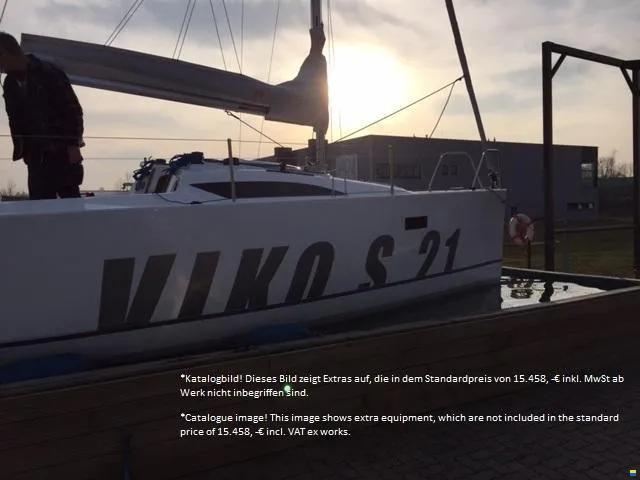 VIKO S 21
*Katalogbild! Dieses Bild zeigt Extras auf, die in dem Standardpreis von 15.458, -€ inkl. MwSt ab
Werk nicht inbegriffen sind.
*Catalogue image! This image shows extra equipment, which are not included in the standard
price of 15.458, -€ incl. VAT ex works.